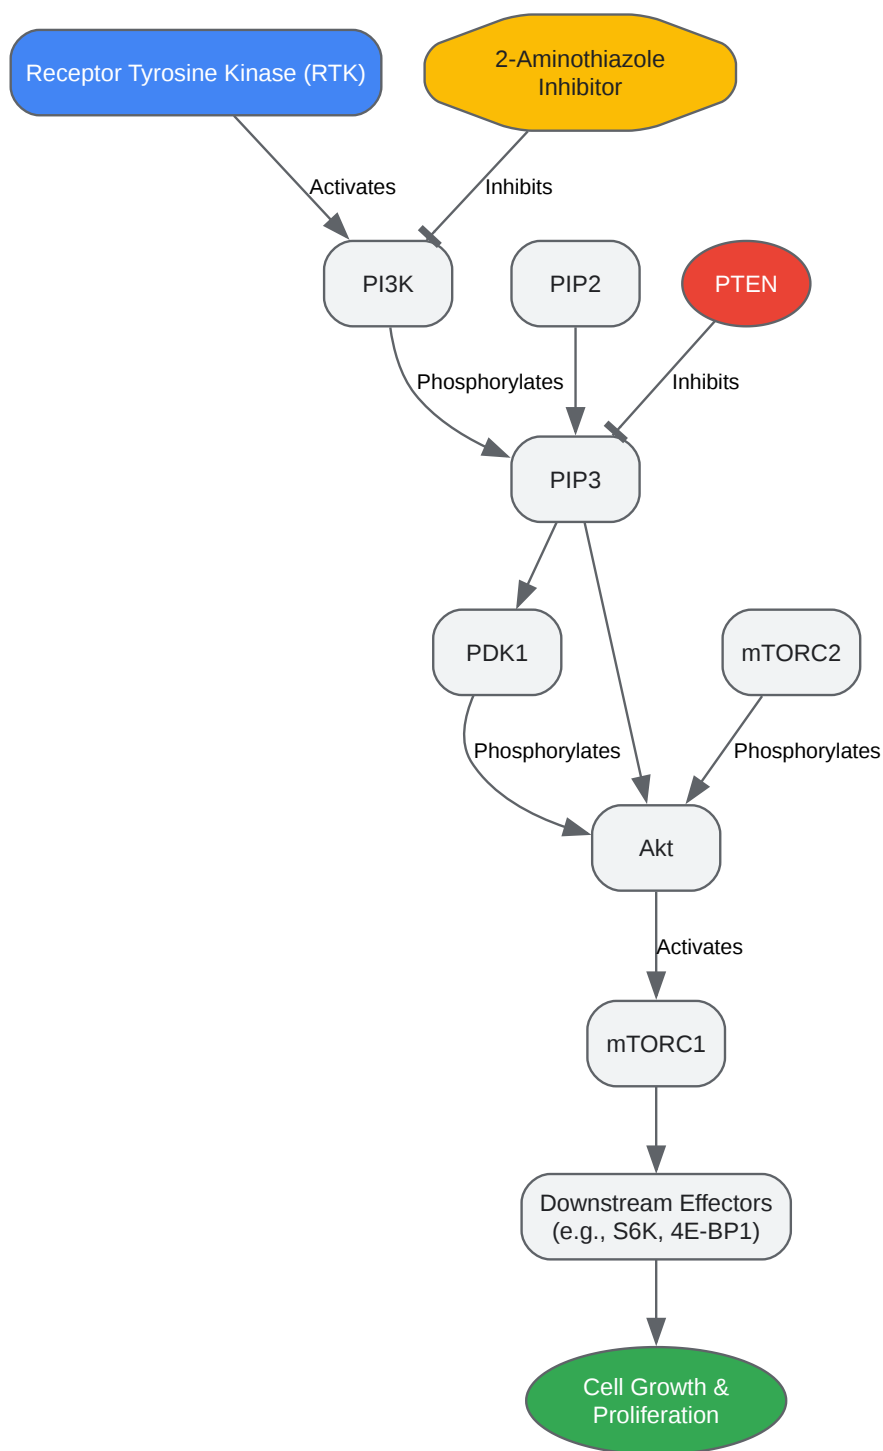 Receptor Tyrosine Kinase (RTK)
2-Aminothiazole
Inhibitor
Activates
Inhibits
PI3K
PIP2
PTEN
Phosphorylates
Inhibits
PIP3
PDK1
mTORC2
Phosphorylates
Phosphorylates
Akt
Activates
mTORC1
Downstream Effectors
(e.g., S6K, 4E-BP1)
Cell Growth &
Proliferation